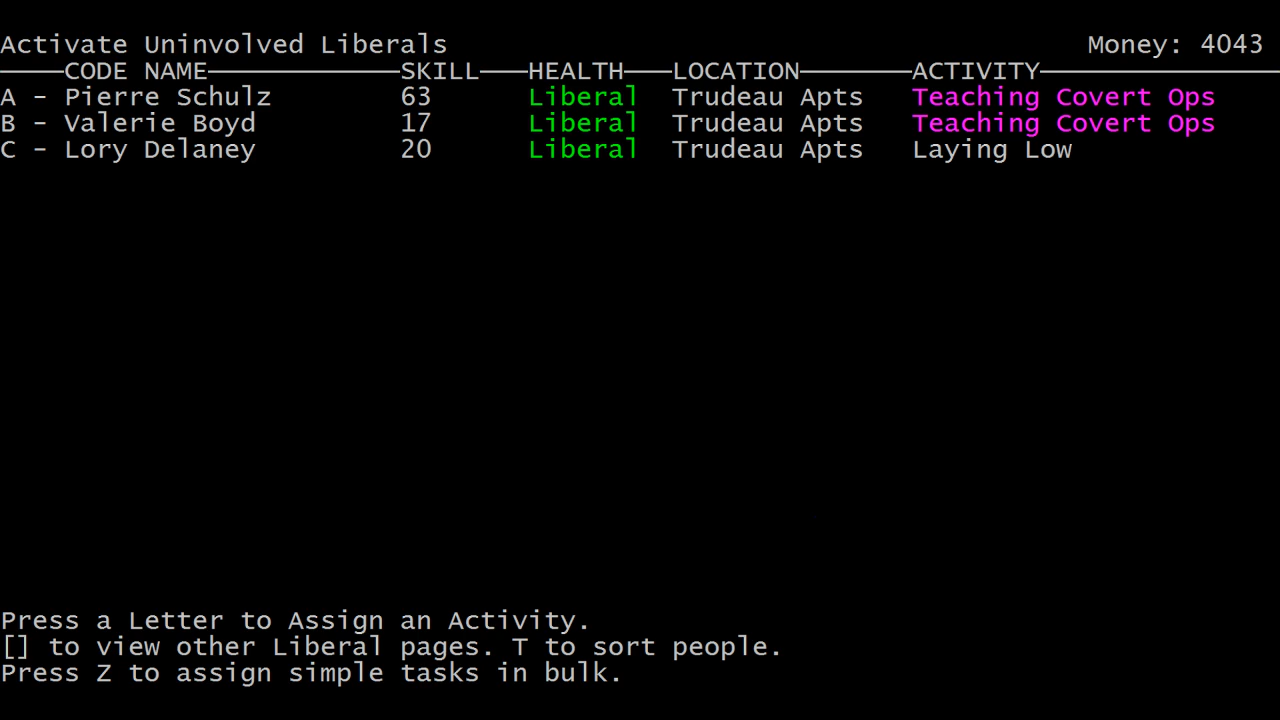 Activate Uninvolved Liberals Money: 4043
────CODE NAME────────────SKILL───HEALTH───LOCATION───────ACTIVITY───────────────
A - Pierre Schulz 63 Liberal Trudeau Apts Teaching Covert Ops
B - Valerie Boyd 17 Liberal Trudeau Apts Teaching Covert Ops
C - Lory Delaney 20 Liberal Trudeau Apts Laying Low
Press a Letter to Assign an Activity.
[] to view other Liberal pages. T to sort people.
Press Z to assign simple tasks in bulk.